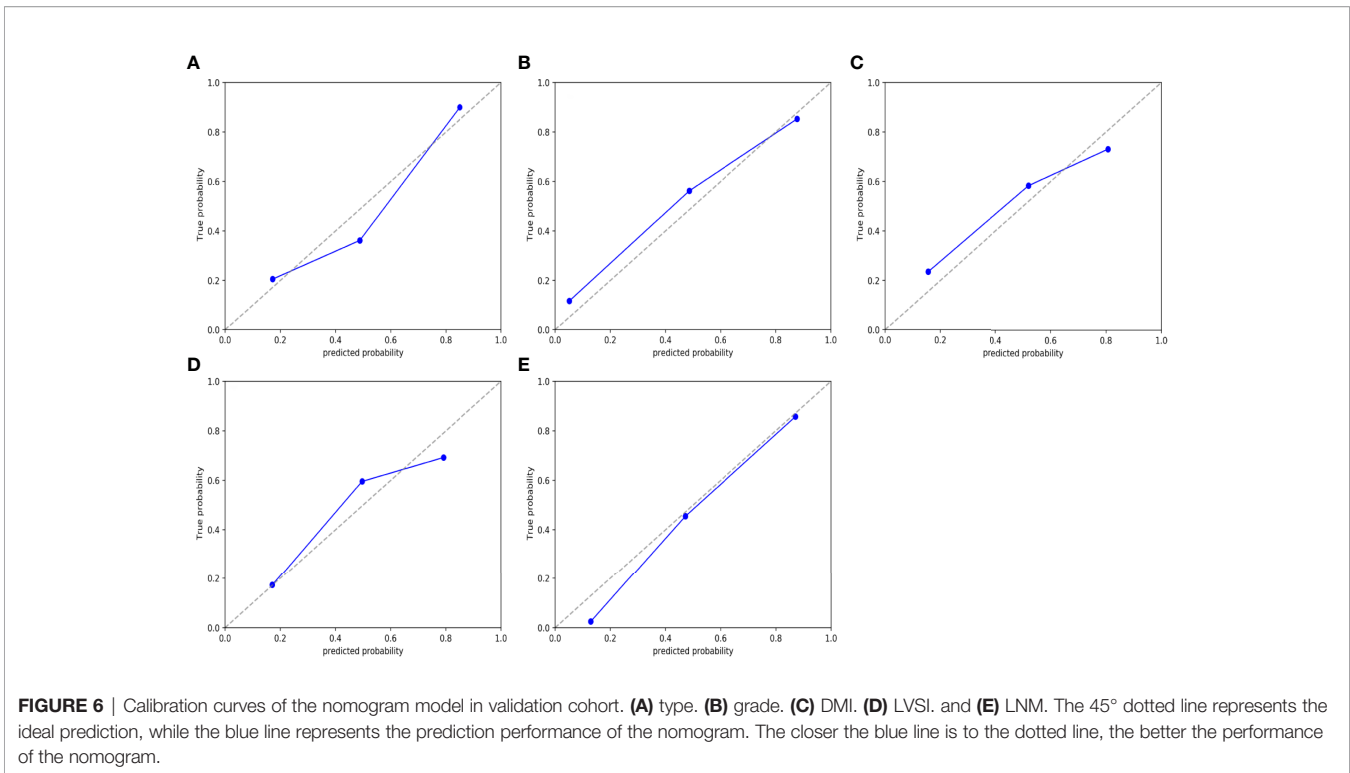 A
1.0
0.8
0.6
0.4
0.2
0.0
True probability
0.0 0.2 0.4 0.6 0.8 1.0
predicted probability
B
1.0
0.8
0.6
0.4
0.2
0.0
True probability
0.0 0.2 0.4 0.6 0.8 1.0
predicted probability
C
1.0
0.8
0.6
0.4
0.2
0.0
True probability
0.0 0.2 0.4 0.6 0.8 1.0
predicted probability
D
1.0
0.8
0.6
0.4
0.2
0.0
True probability
0.0 0.2 0.4 0.6 0.8 1.0
predicted probability
E
1.0
0.8
0.6
0.4
0.2
0.0
True probability
0.0 0.2 0.4 0.6 0.8 1.0
predicted probability
FIGURE 6 | Calibration curves of the nomogram model in validation cohort. (A) type. (B) grade. (C) DMI. (D) LVSI. and (E) LNM. The 45° dotted line represents the
ideal prediction, while the blue line represents the prediction performance of the nomogram. The closer the blue line is to the dotted line, the better the performance
of the nomogram.